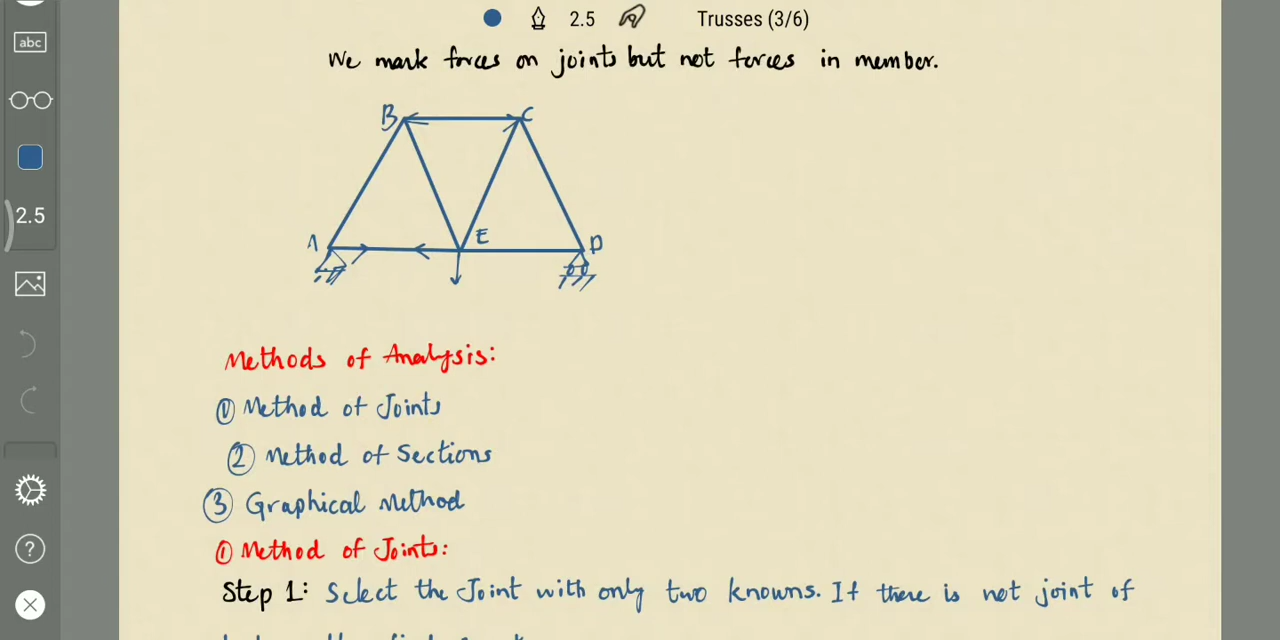 abc
2.5
Trusses (3/6)
We mark forces on joints but not forces in member.
2.5
B
C
A
E
D
Methods of Analysis:
① Method of Joints
② Method of Sections
③ Graphical Method
① Method of Joints:
Step 1: Select the Joint with only two knowns. If there is not joint of
?